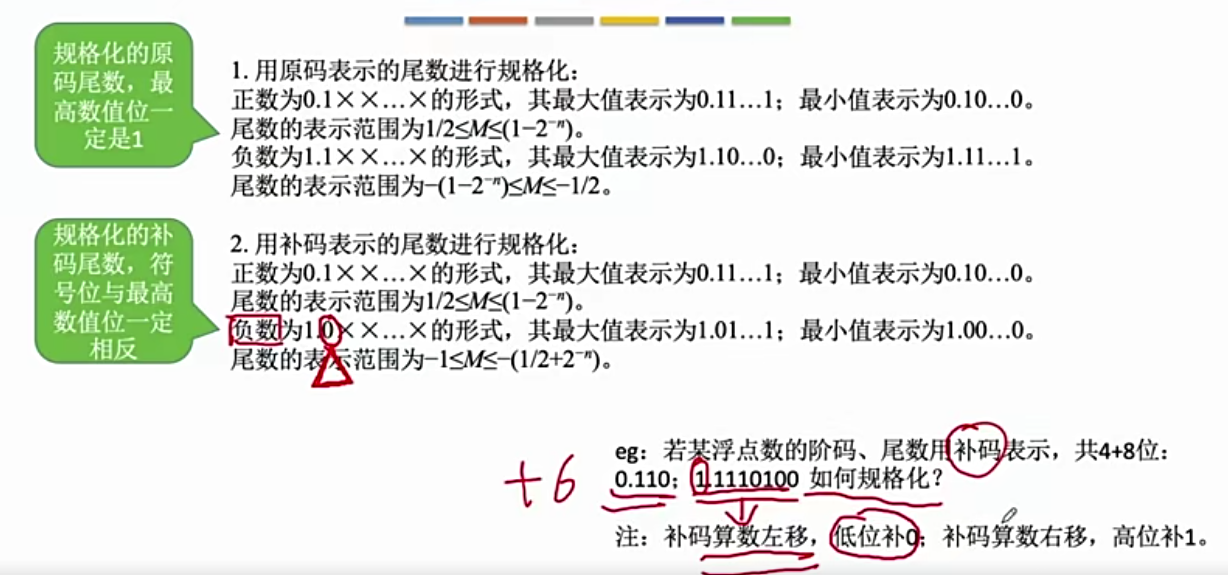 规格化的原
码尾数，最
高数值位一
定是1
1. 用原码表示的尾数进行规格化：
正数为0.1××…×的形式，其最大值表示为0.11…1；最小值表示为0.10…0。
尾数的表示范围为1/2≤M≤(1−2⁻ⁿ)。
负数为1.1××…×的形式，其最大值表示为1.10…0；最小值表示为1.11…1。
尾数的表示范围为−(1−2⁻ⁿ)≤M≤−1/2。
规格化的补
码尾数，符
号位与最高
数值位一定
相反
2. 用补码表示的尾数进行规格化：
正数为0.1××…×的形式，其最大值表示为0.11…1；最小值表示为0.10…0。
尾数的表示范围为1/2≤M≤(1−2⁻ⁿ)。
负数为1.0××…×的形式，其最大值表示为1.01…1；最小值表示为1.00…0。
尾数的表示范围为−1≤M≤−(1/2+2⁻ⁿ)。
eg：若某浮点数的阶码、尾数用补码表示，共4+8位：
+6
0.110；1.1110100 如何规格化？
注：补码算数左移，低位补0；补码算数右移，高位补1。